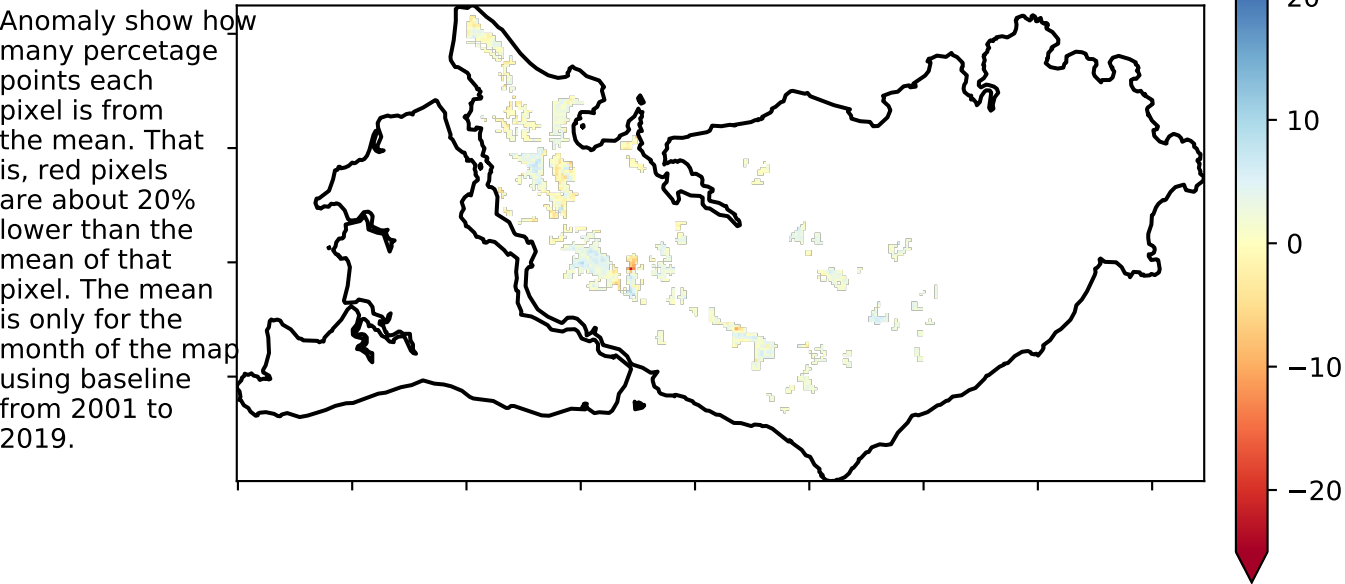 Anomaly show how
many percetage
points each
pixel is from
the mean. That
is, red pixels
are about 20%
lower than the
mean of that
pixel. The mean
is only for the
month of the map
using baseline
from 2001 to
2019.
20
10
0
−10
−20